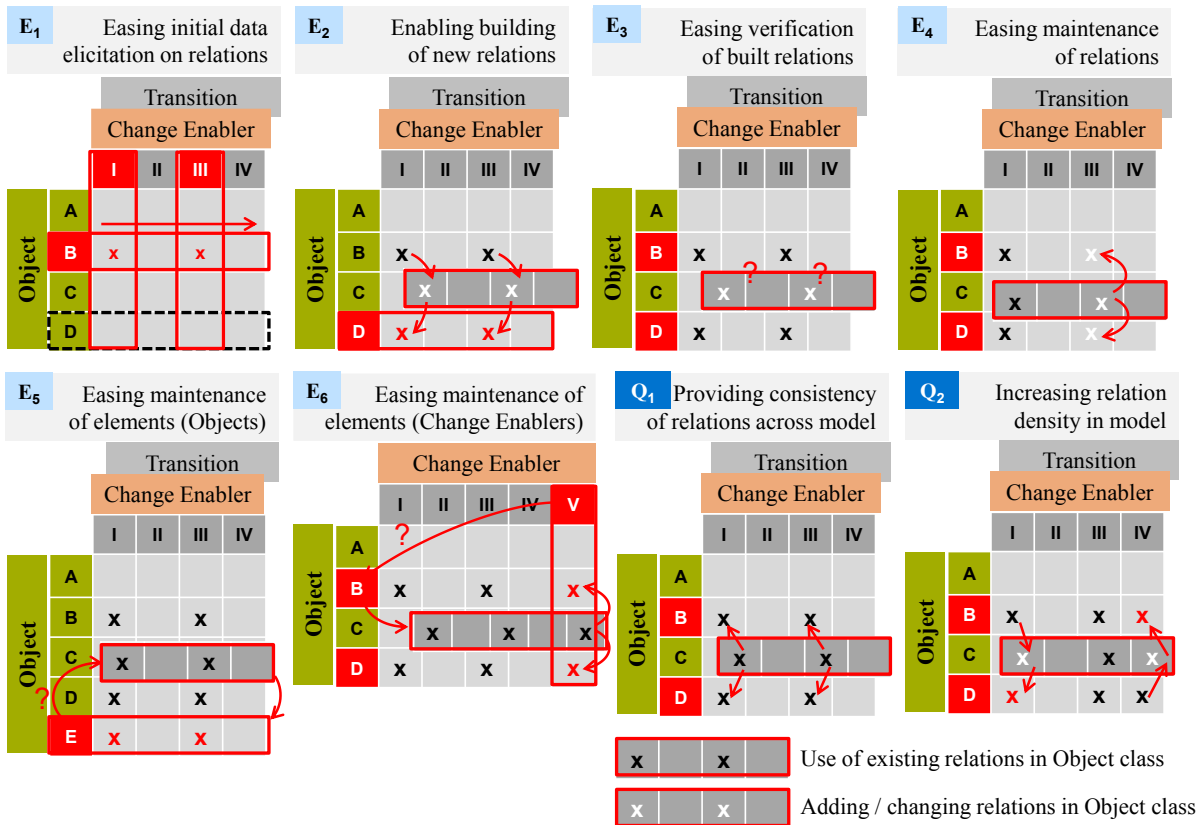 E1 Easing initial data
elicitation on relations
Transition
Change Enabler
I II III IV
Object
A
B x x
C
D
E2 Enabling building
of new relations
Transition
Change Enabler
I II III IV
Object
A
B x x
C x x
D x x
E3 Easing verification
of built relations
Transition
Change Enabler
I II III IV
Object
A
B x x
? ?
C x x
D x x
E4 Easing maintenance
of relations
Transition
Change Enabler
I II III IV
Object
A
B x x
C x x
D x x
E5 Easing maintenance
of elements (Objects)
Transition
Change Enabler
I II III IV
Object
A
B x x
C x x
? D x x
E x x
E6 Easing maintenance of
elements (Change Enablers)
Change Enabler
I II III IV V
Object
A ?
B x x x
C x x x
D x x x
Q1 Providing consistency
of relations across model
Transition
Change Enabler
I II III IV
Object
A
B x x
C x x
D x x
Q2 Increasing relation
density in model
Transition
Change Enabler
I II III IV
Object
A
B x x x
C x x x
D x x x
x x Use of existing relations in Object class
x x Adding / changing relations in Object class